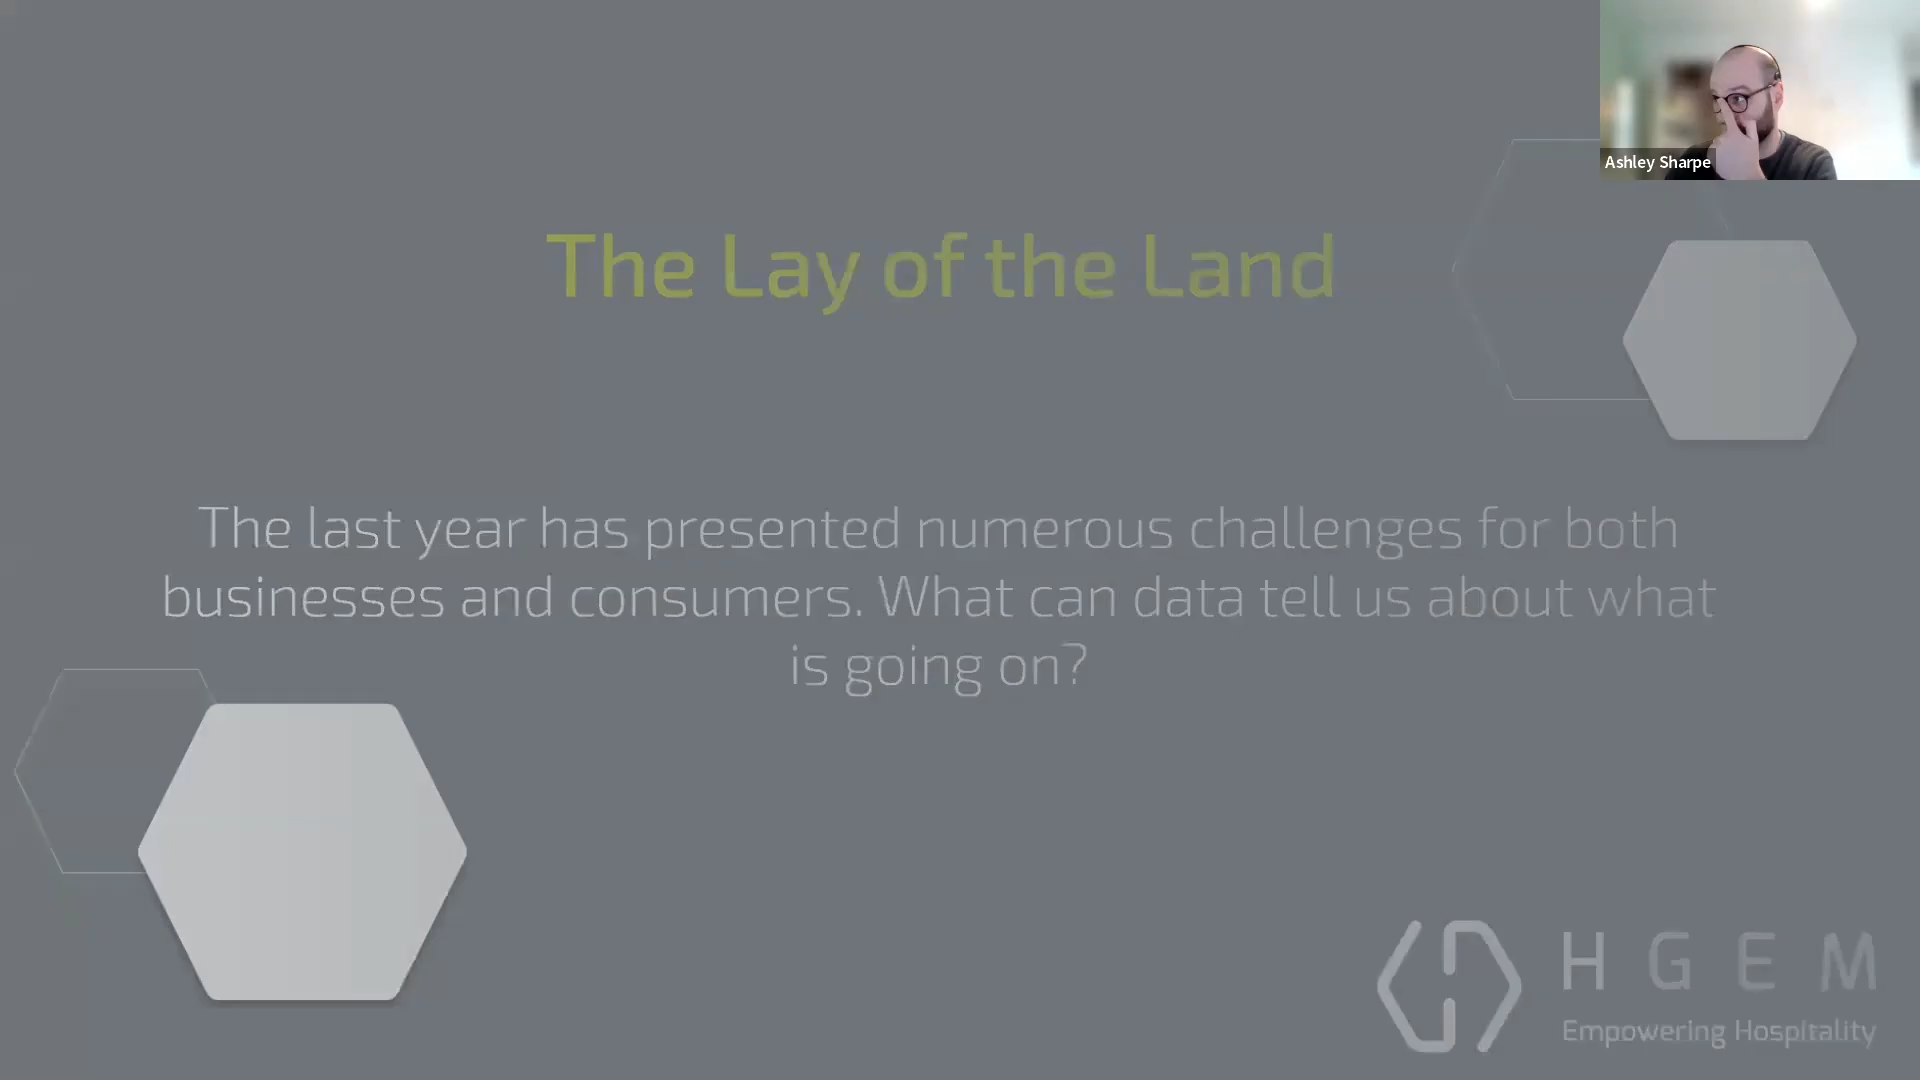 Ashley Sharpe
The Lay of the Land
The last year has presented numerous challenges for both
businesses and consumers. What can data tell us about what
is going on?
HGEM
Empowering Hospitality